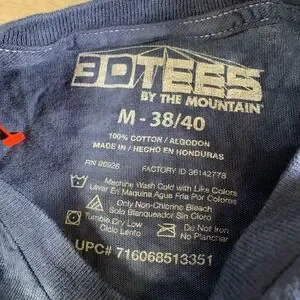 3DTEES
BY THE MOUNTAIN
M - 38/40
100% COTTON / ALGODON
MADE IN / HECHO EN HONDURAS
RN 96926 FACTORY ID 36142778
Machine Wash Cold with Like Colors
Lavar En Maquina Agua Fria Por Colores
Only Non-Chlorine Bleach
Solo Blanqueador Sin Cloro
Tumble Dry Low
Ciclo Lento
Do Not Iron
No Planchar
UPC# 716068513351